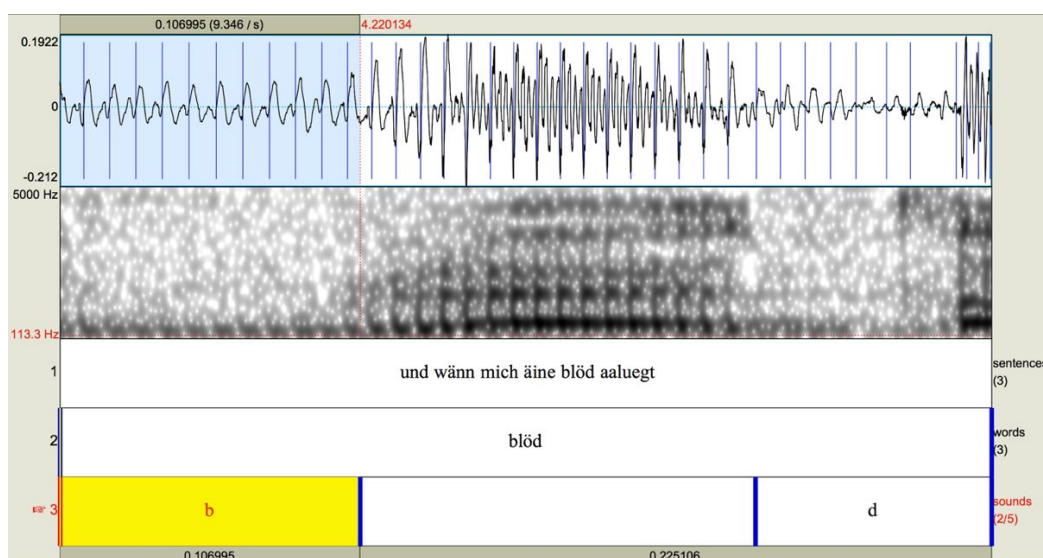 0.106995 (9.346 / s) 4.220134
0.1922
0
-0.212
5000 Hz
113.3 Hz
1 und wänn mich äine blöd aaluegt sentences (3)
2 blöd words (3)
☞ 3 b d sounds (2/5)
0.106995 0.225106